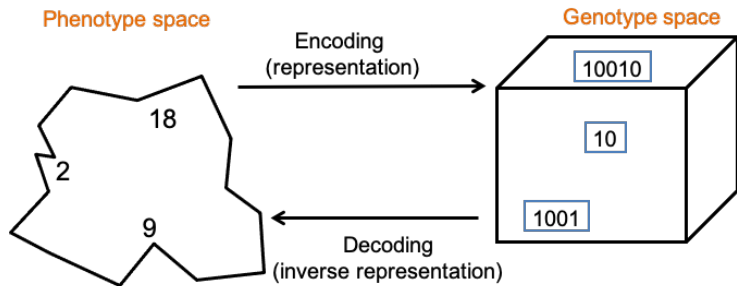 Phenotype space
Genotype space
Encoding
(representation)
10010
18
10
2
1001
9
Decoding
(inverse representation)